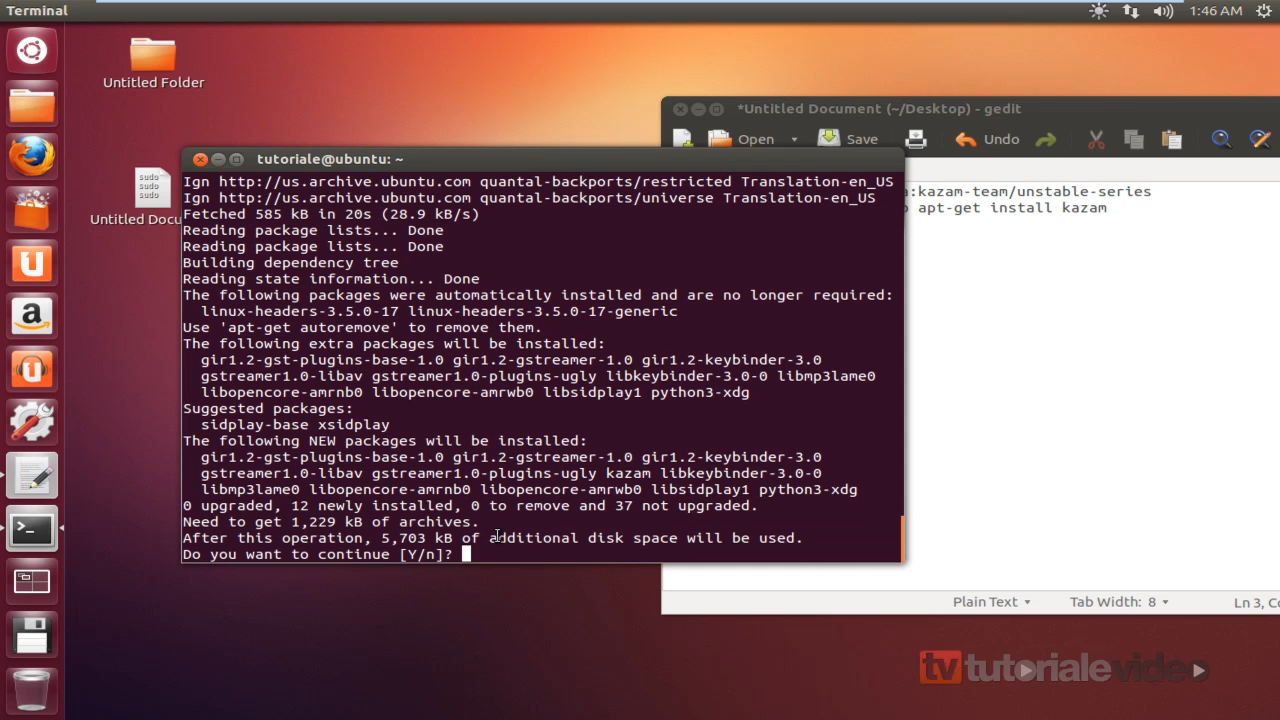 Terminal
1:46 AM
Untitled Folder
sudo
sudo
sudo
Untitled Docu
*Untitled Document (~/Desktop) - gedit
Open
Save
Undo
a:kazam-team/unstable-series
apt-get install kazam
Plain Text
Tab Width: 8
Ln 3, Co
tutoriale@ubuntu: ~
Ign http://us.archive.ubuntu.com quantal-backports/restricted Translation-en_US
Ign http://us.archive.ubuntu.com quantal-backports/universe Translation-en_US
Fetched 585 kB in 20s (28.9 kB/s)
Reading package lists... Done
Reading package lists... Done
Building dependency tree
Reading state information... Done
The following packages were automatically installed and are no longer required:
linux-headers-3.5.0-17 linux-headers-3.5.0-17-generic
Use 'apt-get autoremove' to remove them.
The following extra packages will be installed:
gir1.2-gst-plugins-base-1.0 gir1.2-gstreamer-1.0 gir1.2-keybinder-3.0
gstreamer1.0-libav gstreamer1.0-plugins-ugly libkeybinder-3.0-0 libmp3lame0
libopencore-amrnb0 libopencore-amrwb0 libsidplay1 python3-xdg
Suggested packages:
sidplay-base xsidplay
The following NEW packages will be installed:
gir1.2-gst-plugins-base-1.0 gir1.2-gstreamer-1.0 gir1.2-keybinder-3.0
gstreamer1.0-libav gstreamer1.0-plugins-ugly kazam libkeybinder-3.0-0
libmp3lame0 libopencore-amrnb0 libopencore-amrwb0 libsidplay1 python3-xdg
0 upgraded, 12 newly installed, 0 to remove and 37 not upgraded.
Need to get 1,229 kB of archives.
After this operation, 5,703 kB of additional disk space will be used.
Do you want to continue [Y/n]?
tv tutorialevideo